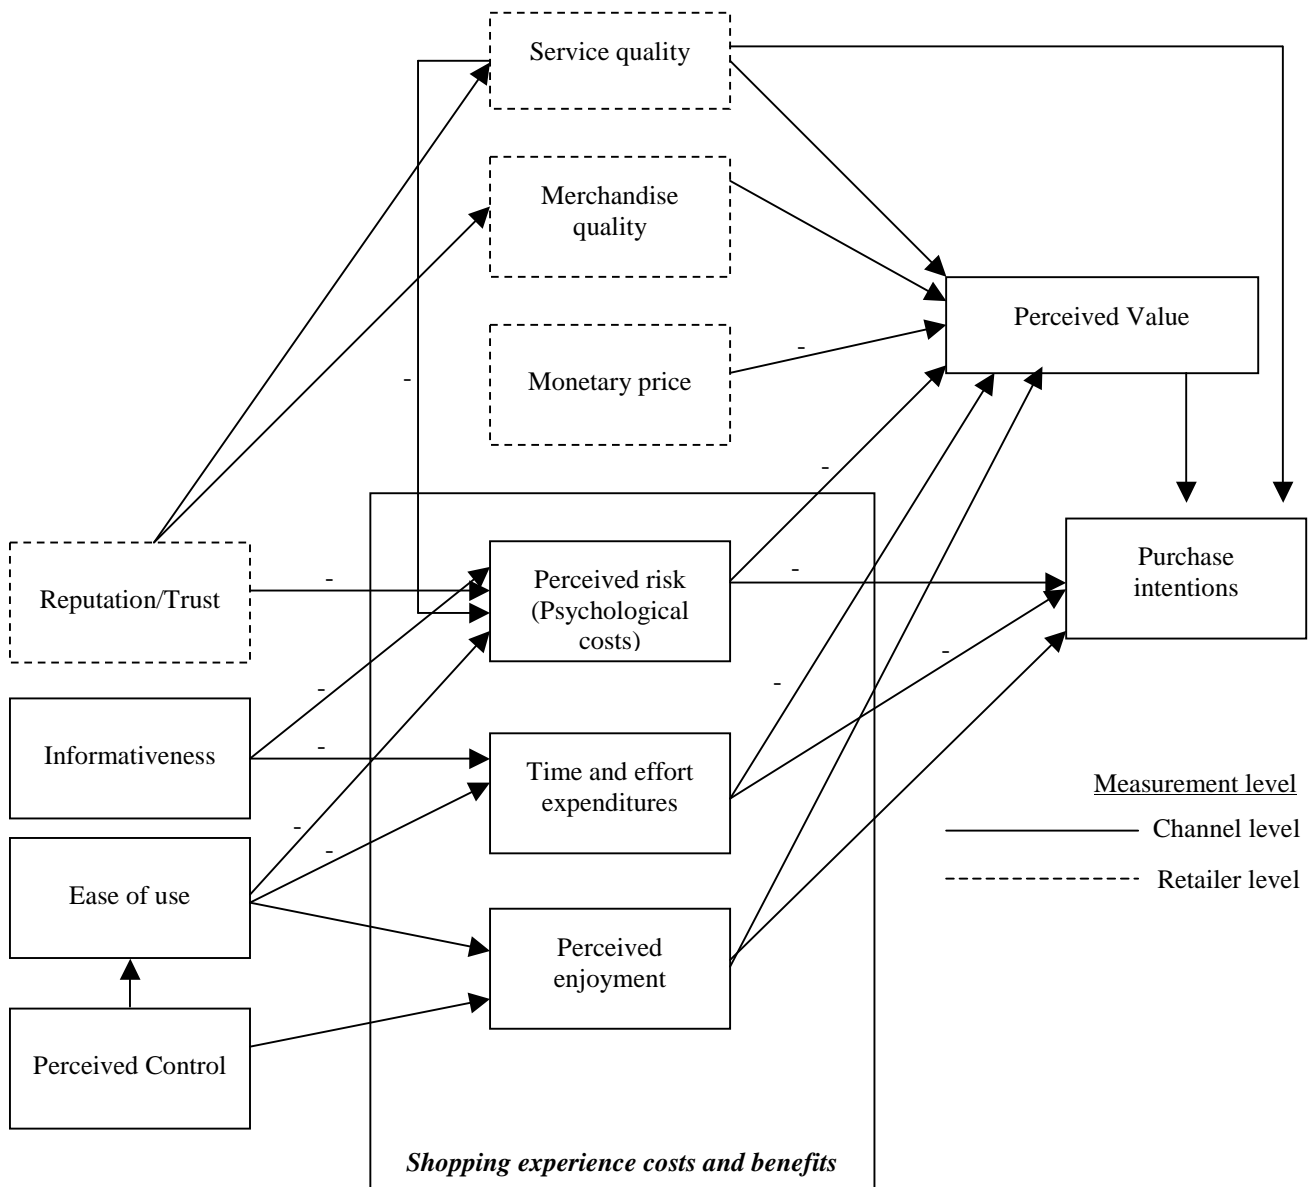 Service quality
Merchandise
quality
Monetary price
-
-
Perceived Value
-
Reputation/Trust
-
Perceived risk
(Psychological
costs)
-
Purchase
intentions
Informativeness
-
-
Time and effort
expenditures
-
-
Ease of use
-
-
Perceived
enjoyment
Perceived Control
Measurement level
Channel level
Retailer level
Shopping experience costs and benefits